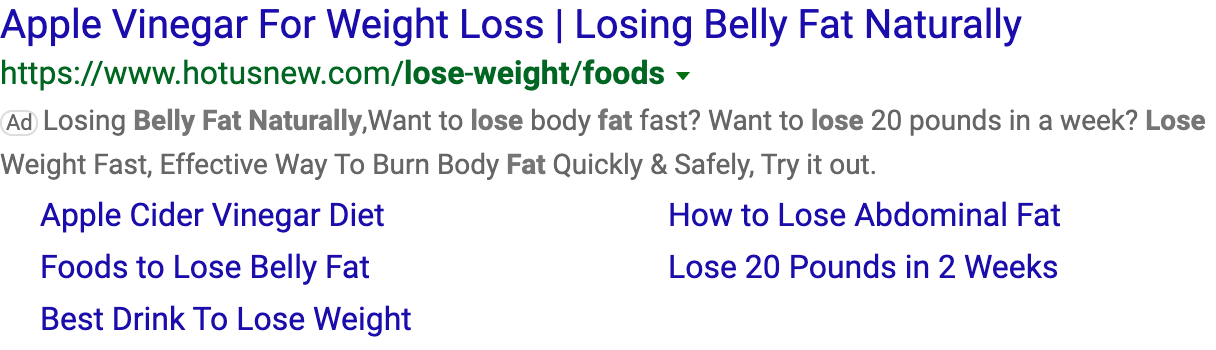 Apple Vinegar For Weight Loss | Losing Belly Fat Naturally
https://www.hotusnew.com/lose-weight/foods
Ad Losing Belly Fat Naturally,Want to lose body fat fast? Want to lose 20 pounds in a week? Lose
Weight Fast, Effective Way To Burn Body Fat Quickly & Safely, Try it out.
Apple Cider Vinegar Diet
How to Lose Abdominal Fat
Foods to Lose Belly Fat
Lose 20 Pounds in 2 Weeks
Best Drink To Lose Weight